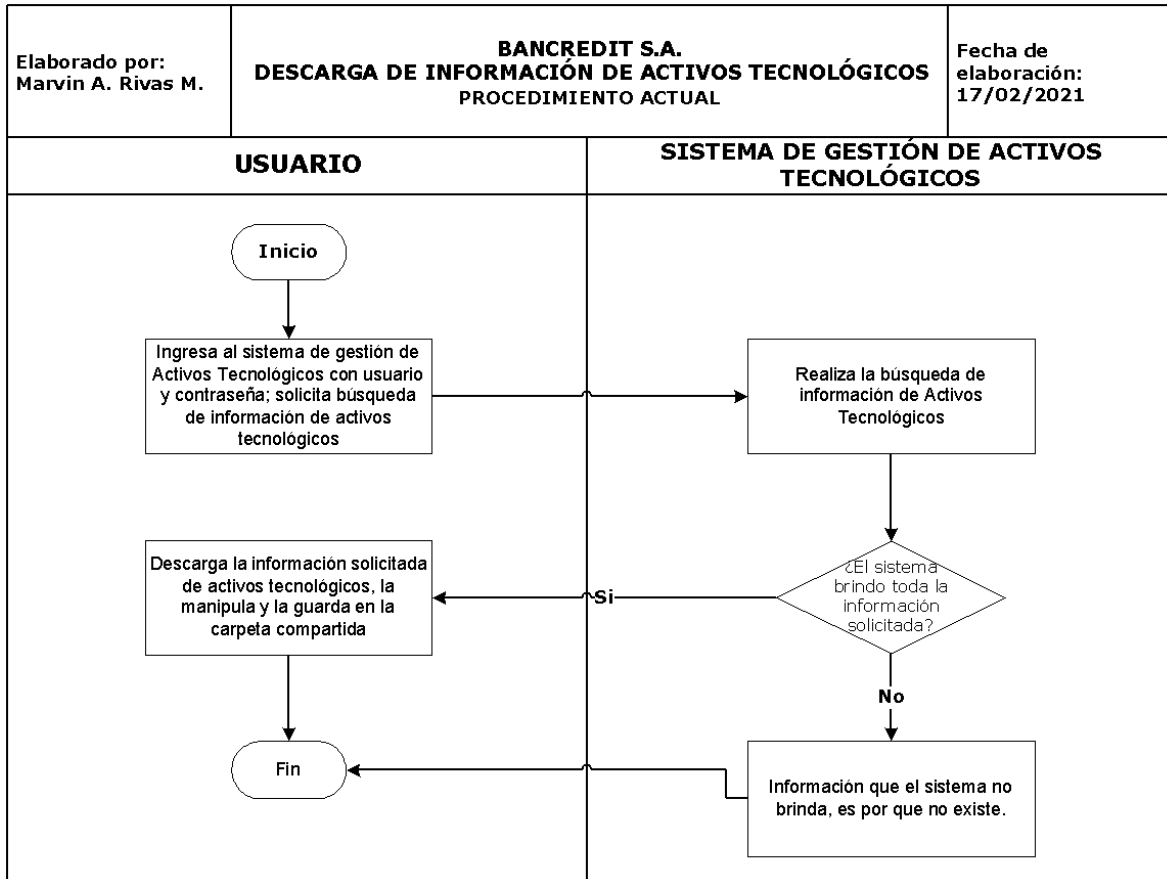 Elaborado por:
Marvin A. Rivas M.
BANCREDIT S.A.
DESCARGA DE INFORMACIÓN DE ACTIVOS TECNOLÓGICOS
PROCEDIMIENTO ACTUAL
Fecha de
elaboración:
17/02/2021
USUARIO
SISTEMA DE GESTIÓN DE ACTIVOS
TECNOLÓGICOS
Inicio
Ingresa al sistema de gestión de
Activos Tecnológicos con usuario
y contraseña; solicita búsqueda
de información de activos
tecnológicos
Realiza la búsqueda de
información de Activos
Tecnológicos
Descarga la información solicitada
de activos tecnológicos, la
manipula y la guarda en la
carpeta compartida
Si
¿El sistema
brindo toda la
información
solicitada?
No
Fin
Información que el sistema no
brinda, es por que no existe.